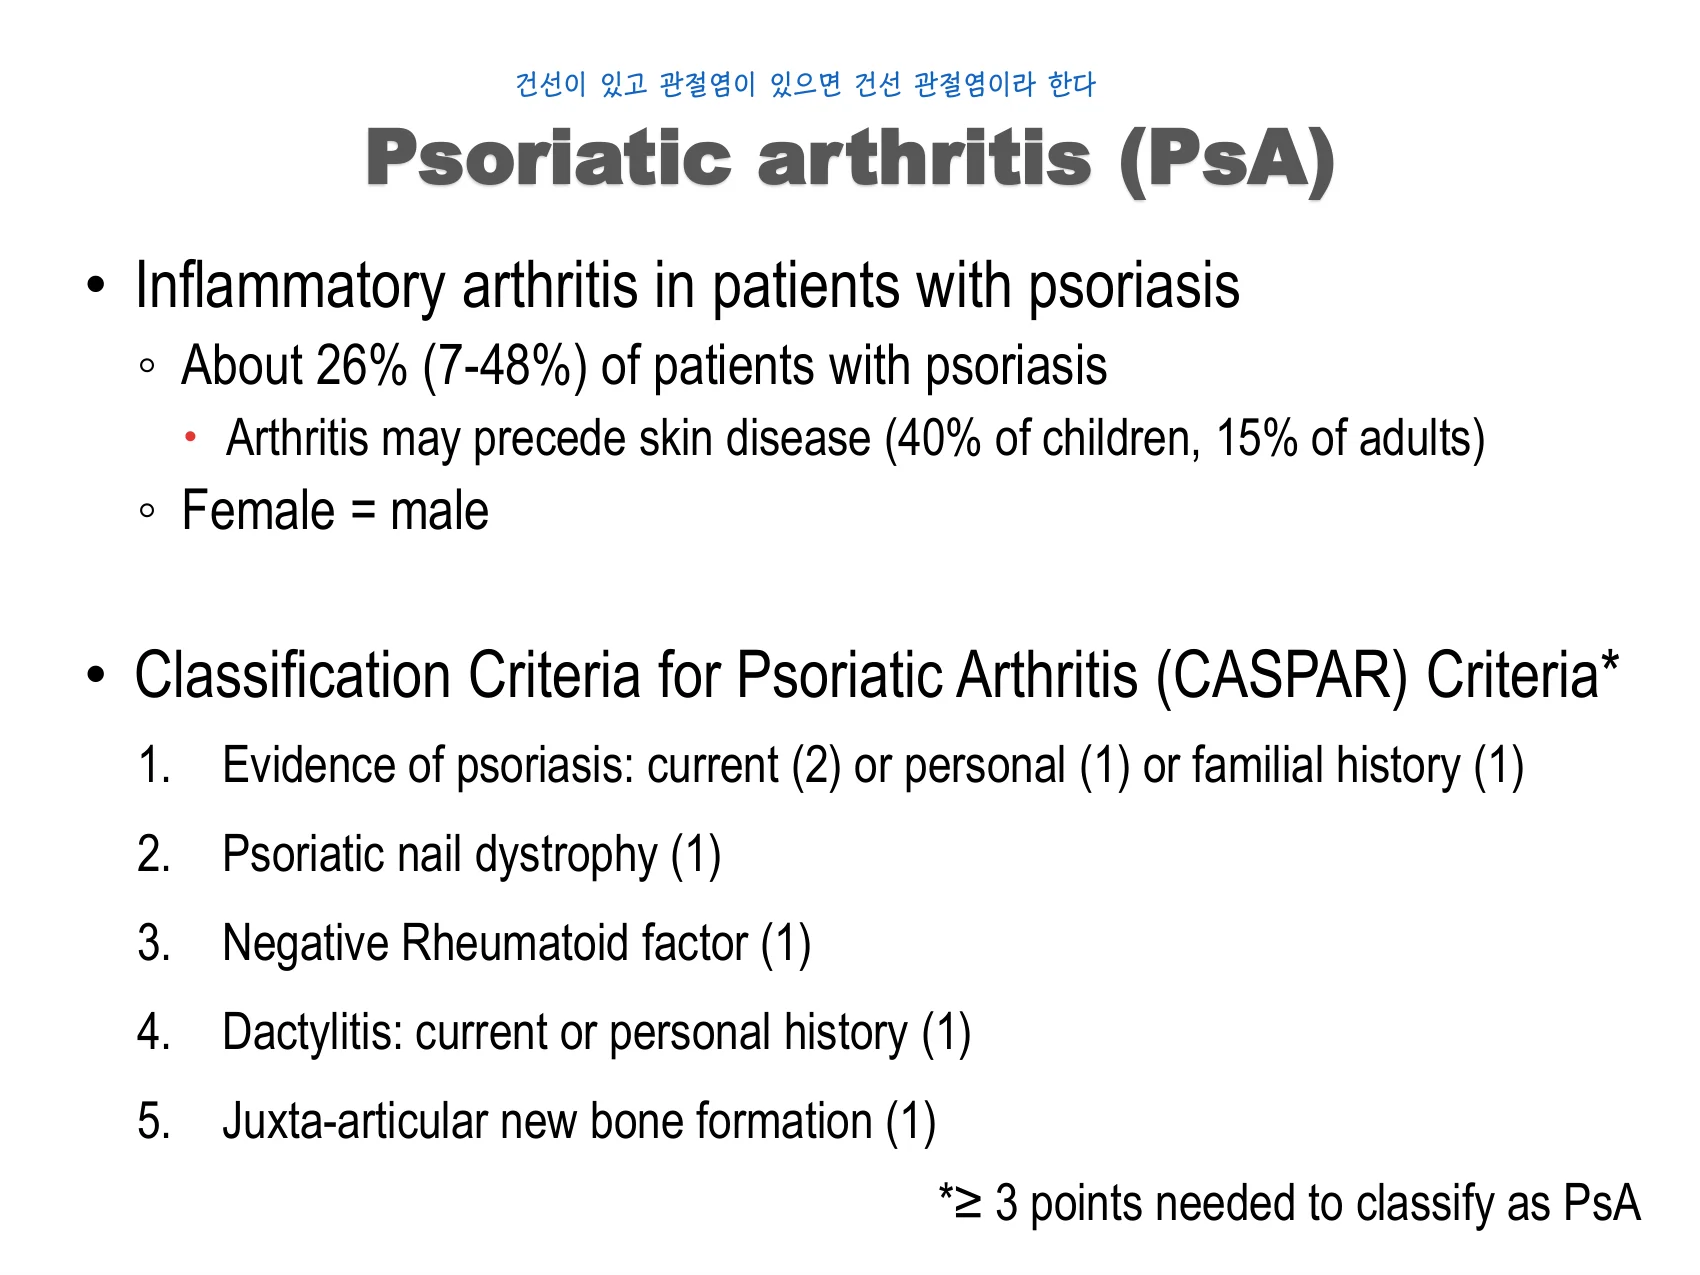 건선이 있고 관절염이 있으면 건선 관절염이라 한다
Psoriatic arthritis (PsA)
• Inflammatory arthritis in patients with psoriasis
◦ About 26% (7-48%) of patients with psoriasis
• Arthritis may precede skin disease (40% of children, 15% of adults)
◦ Female = male
• Classification Criteria for Psoriatic Arthritis (CASPAR) Criteria*
1. Evidence of psoriasis: current (2) or personal (1) or familial history (1)
2. Psoriatic nail dystrophy (1)
3. Negative Rheumatoid factor (1)
4. Dactylitis: current or personal history (1)
5. Juxta-articular new bone formation (1)
*≥ 3 points needed to classify as PsA